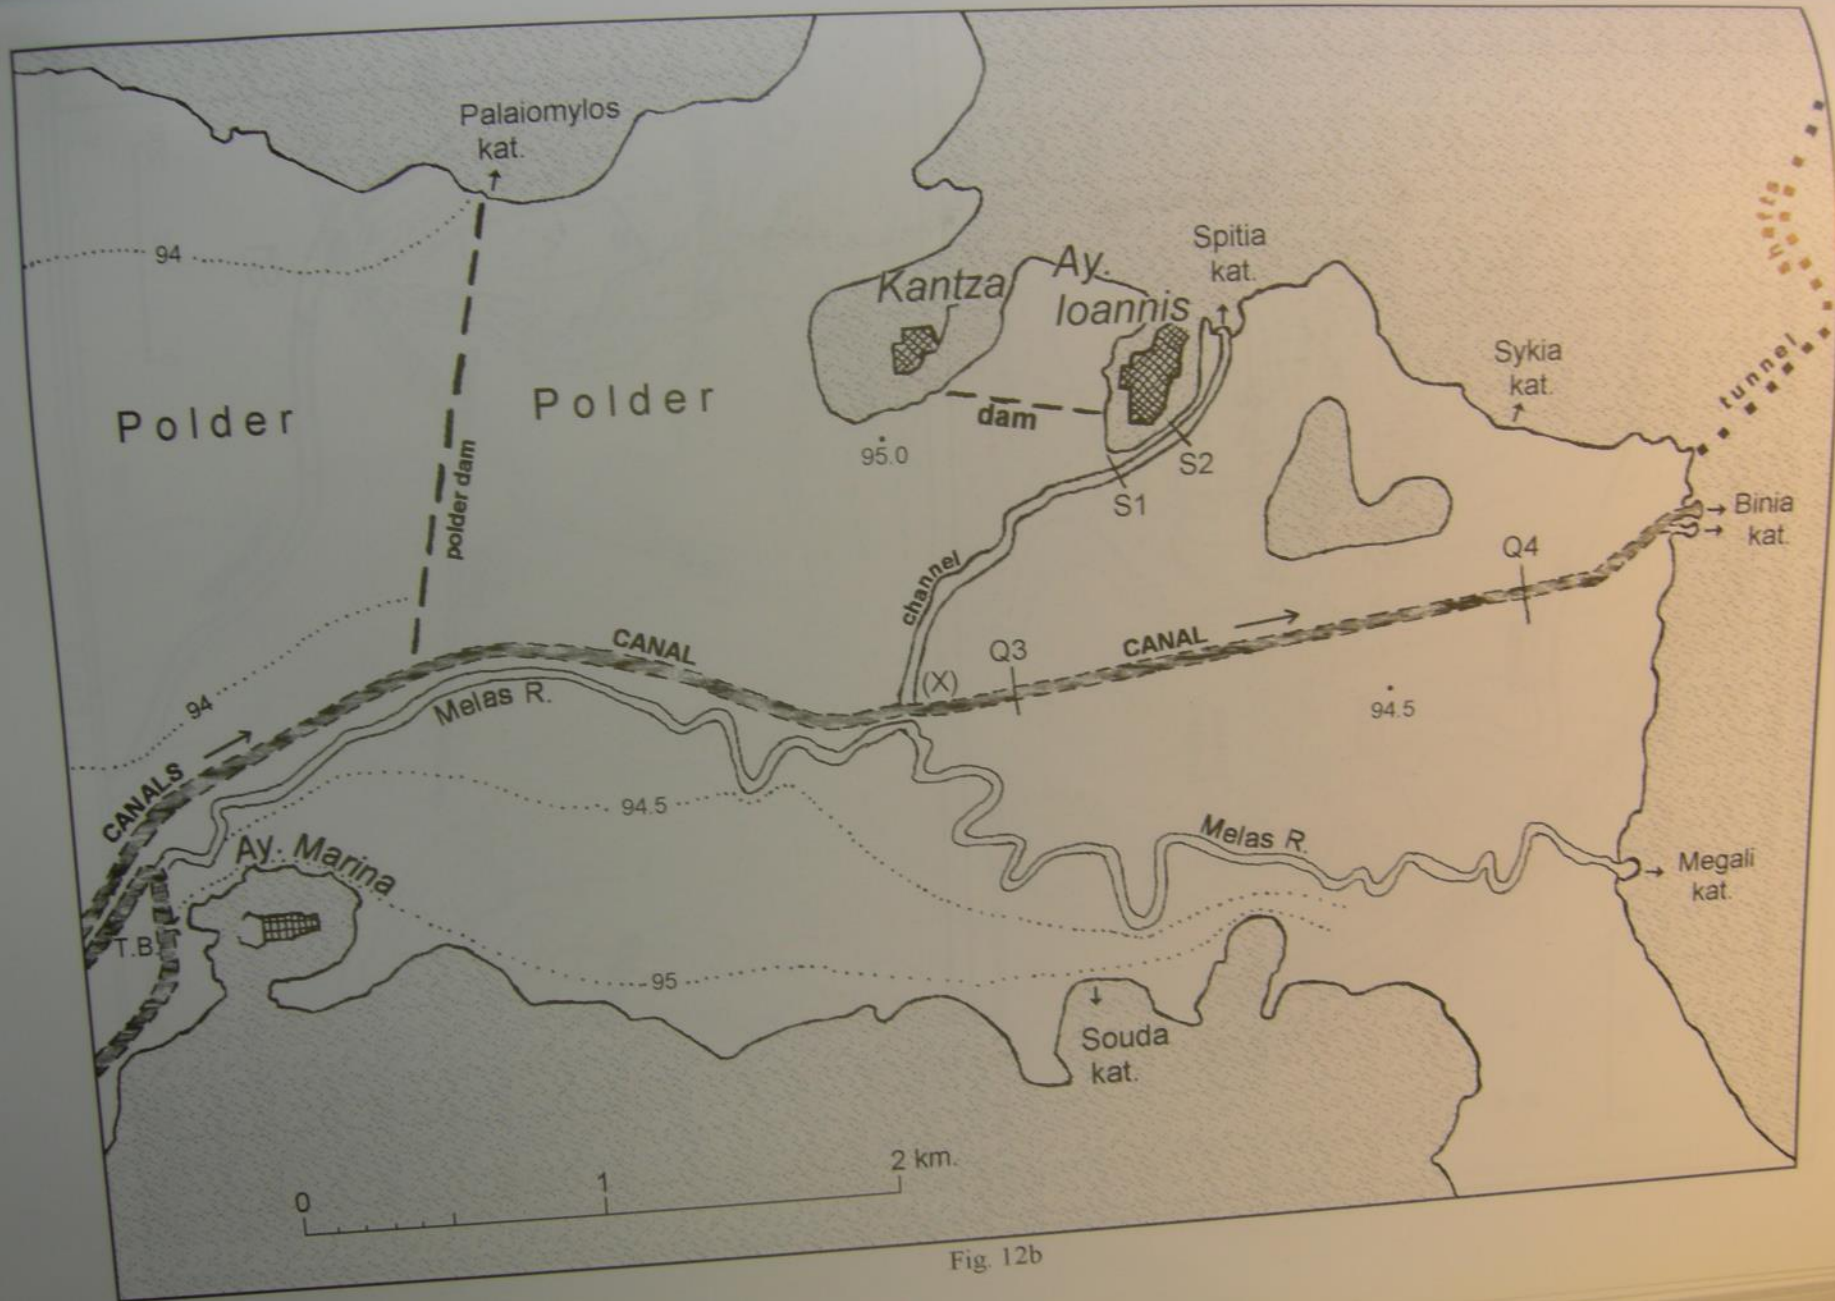 Palaiomylos
kat.
94
Polder
Polder
polder dam
Kantza
Ay.
Ioannis
Spitia
kat.
shafts
tunnel
Sykia
kat.
dam
95.0
S2
S1
Binia
kat.
Q4
channel
CANAL
CANAL
Q3
(X)
Melas R.
94
94.5
CANALS
94.5
Melas R.
Ay. Marina
Megali
kat.
T.B.
95
Souda
kat.
0
1
2 km.
Fig. 12b